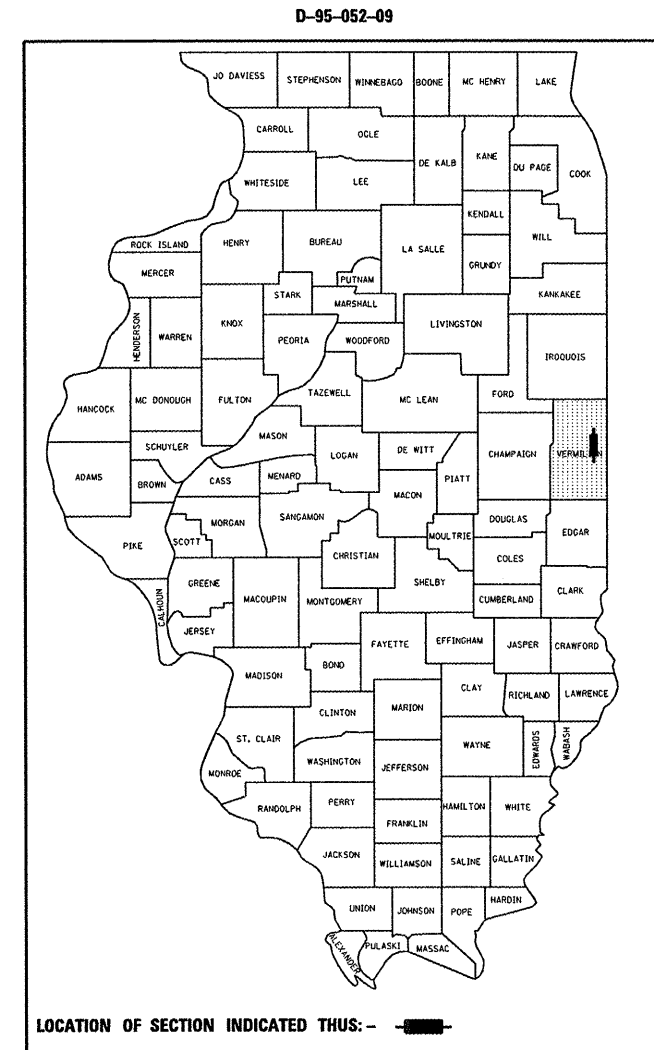 D-95-052-09
JO DAVIESS STEPHENSON WINNEBAGO BOONE MC HENRY LAKE
CARROLL OGLE DE KALB KANE DU PAGE COOK
WHITESIDE LEE KENDALL WILL
ROCK ISLAND HENRY BUREAU LA SALLE GRUNDY
MERCER PUTNAM KANKAKEE
HENDERSON WARREN KNOX STARK MARSHALL LIVINGSTON
PEORIA WOODFORD IROQUOIS
HANCOCK MC DONOUGH FULTON TAZEWELL MC LEAN FORD
SCHUYLER MASON LOGAN DE WITT CHAMPAIGN VERMILION
ADAMS BROWN CASS MENARD MACON PIATT
PIKE SCOTT MORGAN SANGAMON CHRISTIAN MOULTRIE DOUGLAS EDGAR
COLES
CALHOUN GREENE MACOUPIN MONTGOMERY SHELBY CUMBERLAND CLARK
JERSEY FAYETTE EFFINGHAM JASPER CRAWFORD
MADISON BOND CLAY RICHLAND LAWRENCE
CLINTON MARION
ST. CLAIR WASHINGTON WAYNE EDWARDS WABASH
MONROE JEFFERSON
RANDOLPH PERRY FRANKLIN HAMILTON WHITE
JACKSON WILLIAMSON SALINE GALLATIN
UNION JOHNSON POPE HARDIN
ALEXANDER PULASKI MASSAC
LOCATION OF SECTION INDICATED THUS: -